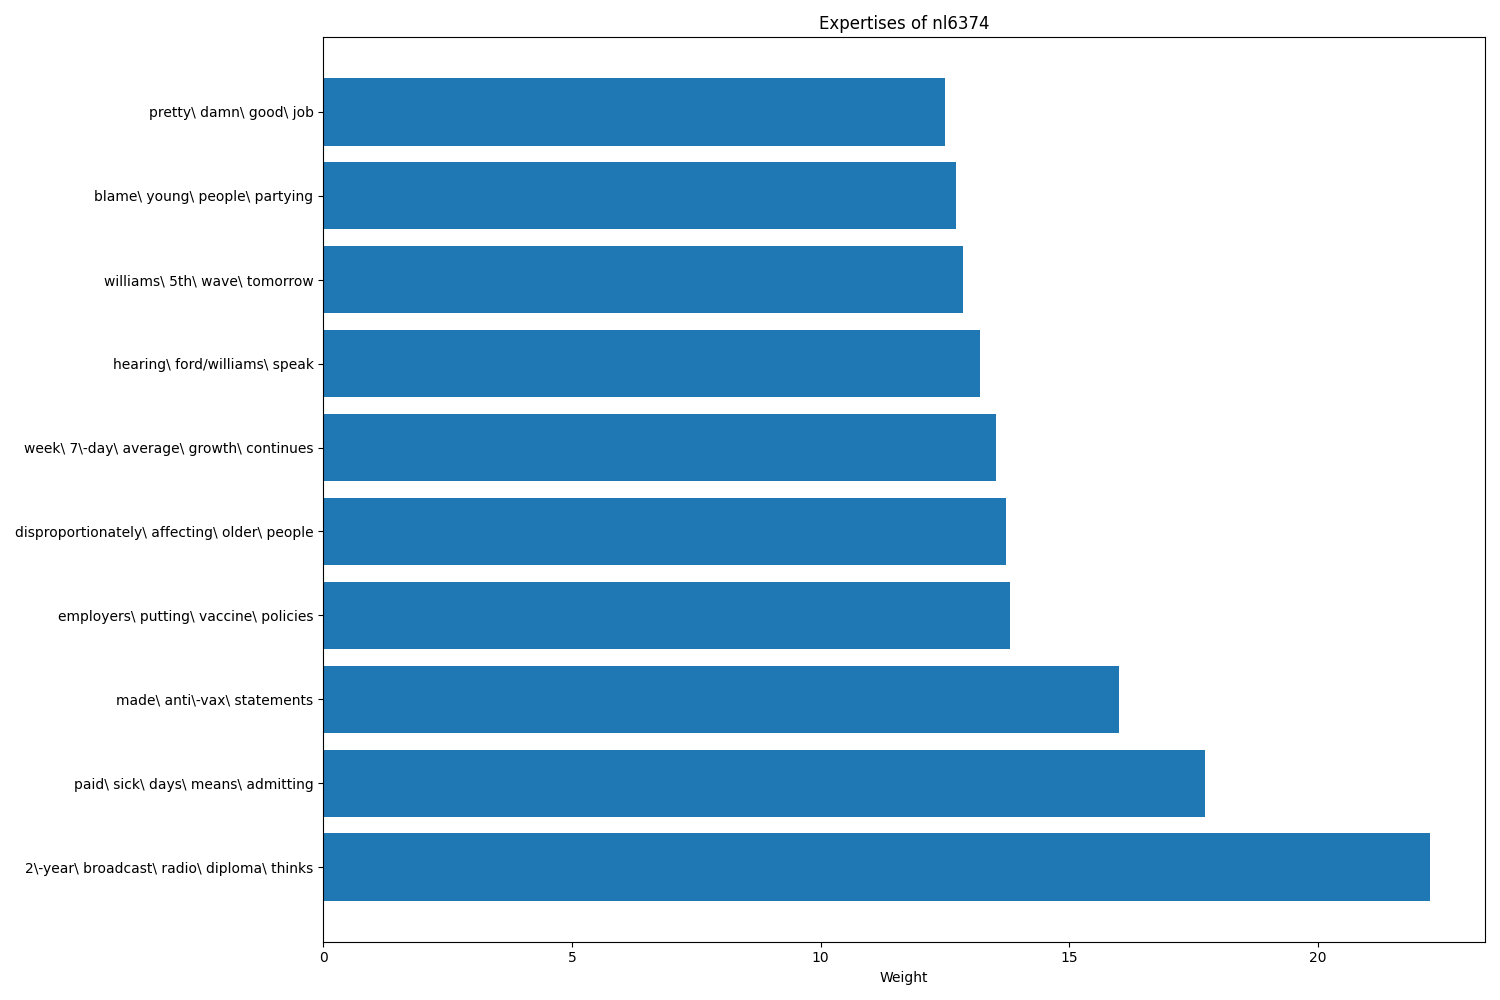 Expertises of nl6374
pretty\ damn\ good\ job
blame\ young\ people\ partying
williams\ 5th\ wave\ tomorrow
hearing\ ford/williams\ speak
week\ 7\-day\ average\ growth\ continues
disproportionately\ affecting\ older\ people
employers\ putting\ vaccine\ policies
made\ anti\-vax\ statements
paid\ sick\ days\ means\ admitting
2\-year\ broadcast\ radio\ diploma\ thinks
0 5 10 15 20
Weight